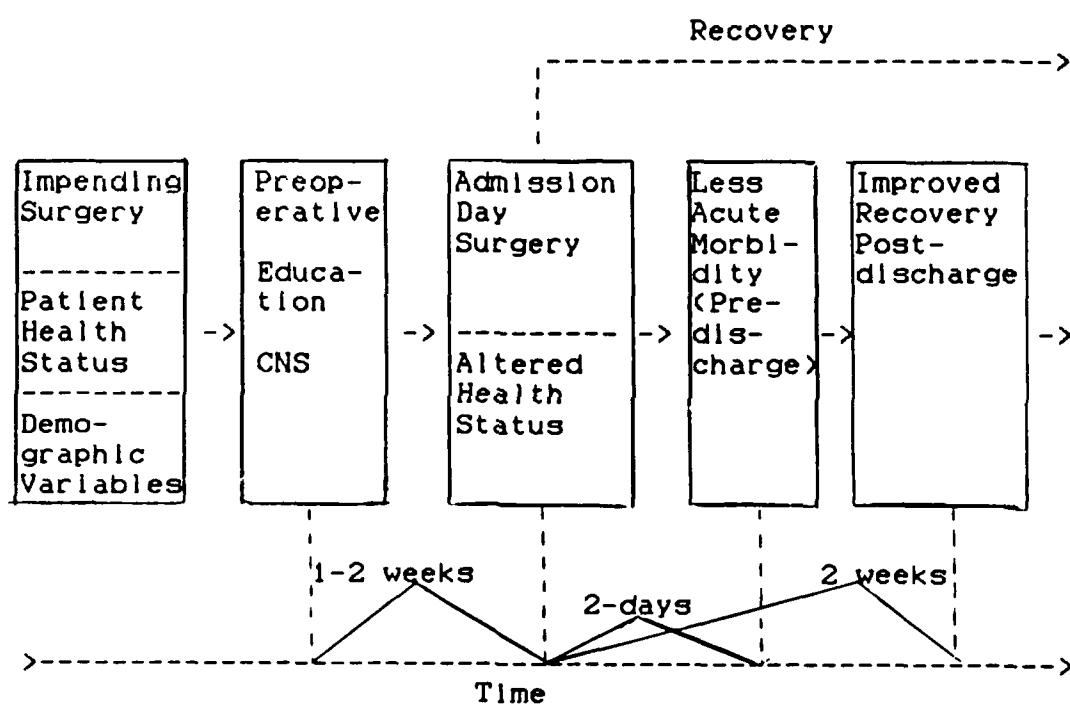 Recovery
Impending
Surgery
Patient
Health
Status
Demo-
graphic
Variables
Preop-
erative
Educa-
tion
CNS
Admission
Day
Surgery
Altered
Health
Status
Less
Acute
Morbi-
dity
(Pre-
dis-
charge)
Improved
Recovery
Post-
discharge
1-2 weeks
2-days
2 weeks
Time